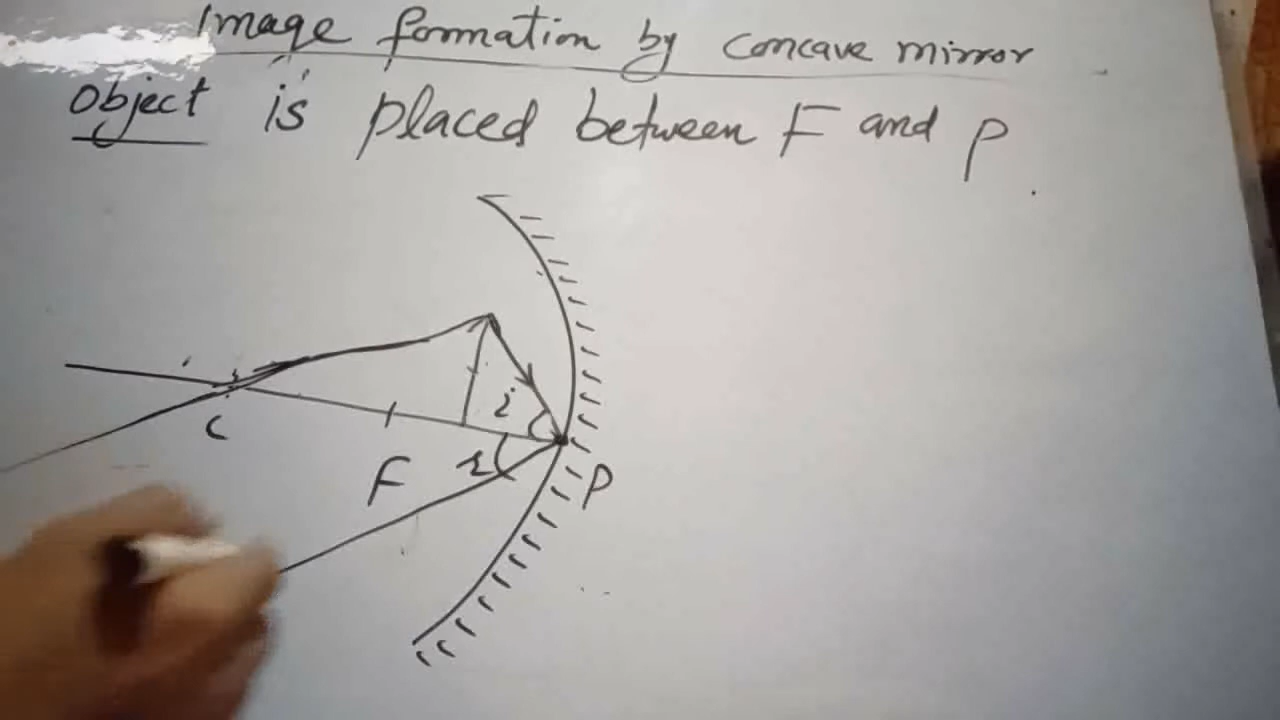 Image formation by concave mirror
object is placed between F and P
i
C
F
r
P